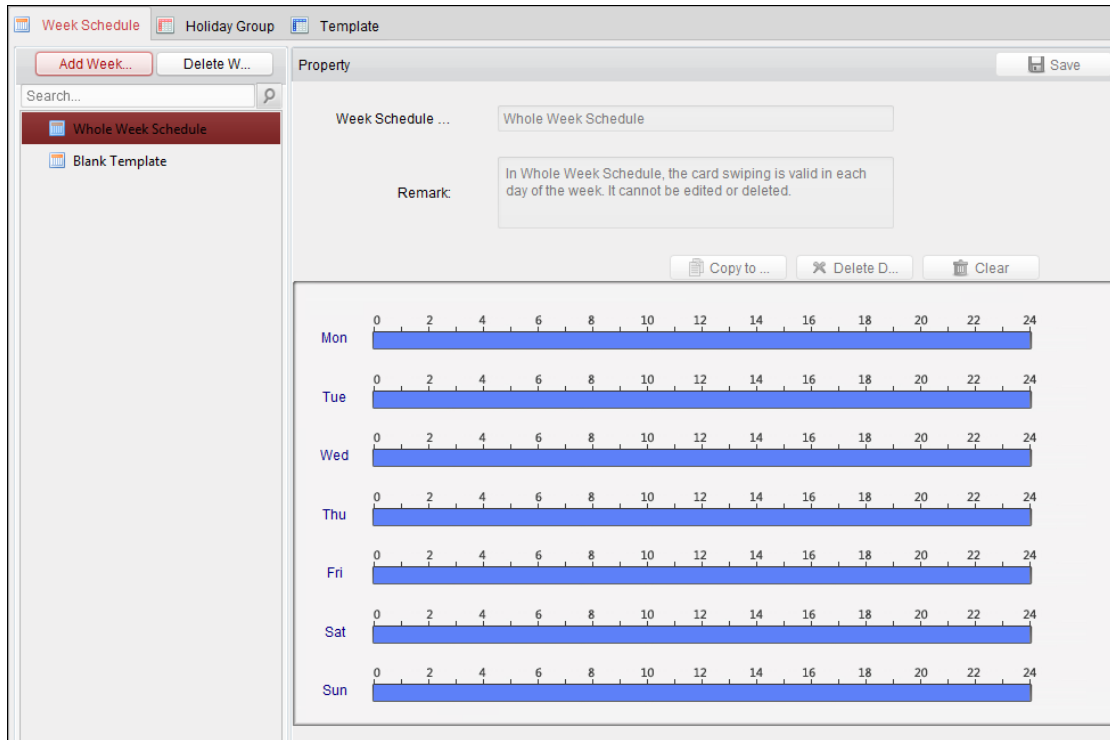 Week Schedule Holiday Group Template
Add Week... Delete W... Property Save
Search...
Whole Week Schedule
Blank Template
Week Schedule ... Whole Week Schedule
Remark: In Whole Week Schedule, the card swiping is valid in each
day of the week. It cannot be edited or deleted.
Copy to ... Delete D... Clear
0 2 4 6 8 10 12 14 16 18 20 22 24
Mon
0 2 4 6 8 10 12 14 16 18 20 22 24
Tue
0 2 4 6 8 10 12 14 16 18 20 22 24
Wed
0 2 4 6 8 10 12 14 16 18 20 22 24
Thu
0 2 4 6 8 10 12 14 16 18 20 22 24
Fri
0 2 4 6 8 10 12 14 16 18 20 22 24
Sat
0 2 4 6 8 10 12 14 16 18 20 22 24
Sun